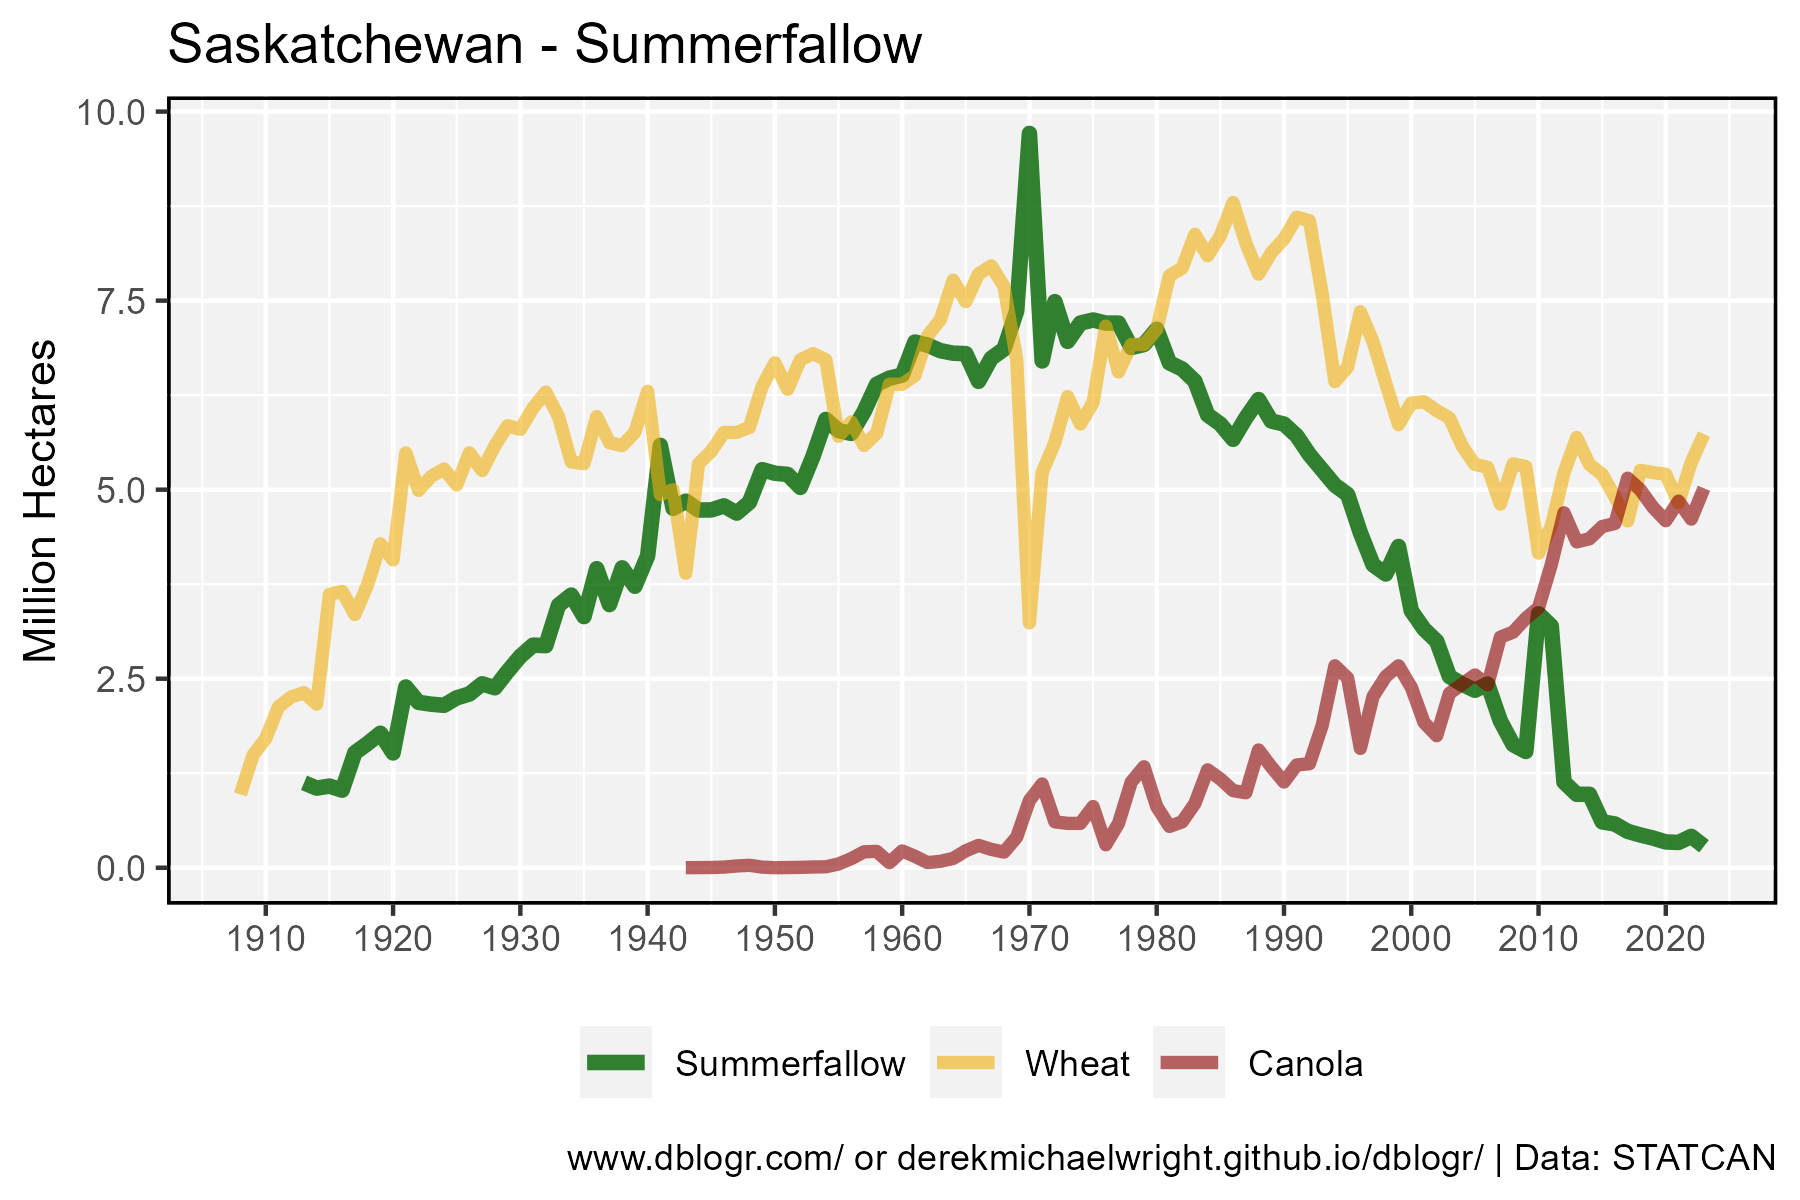 Saskatchewan - Summerfallow
Million Hectares
10.0
7.5
5.0
2.5
0.0
1910 1920 1930 1940 1950 1960 1970 1980 1990 2000 2010 2020
Summerfallow Wheat Canola
www.dblogr.com/ or derekmichaelwright.github.io/dblogr/ | Data: STATCAN